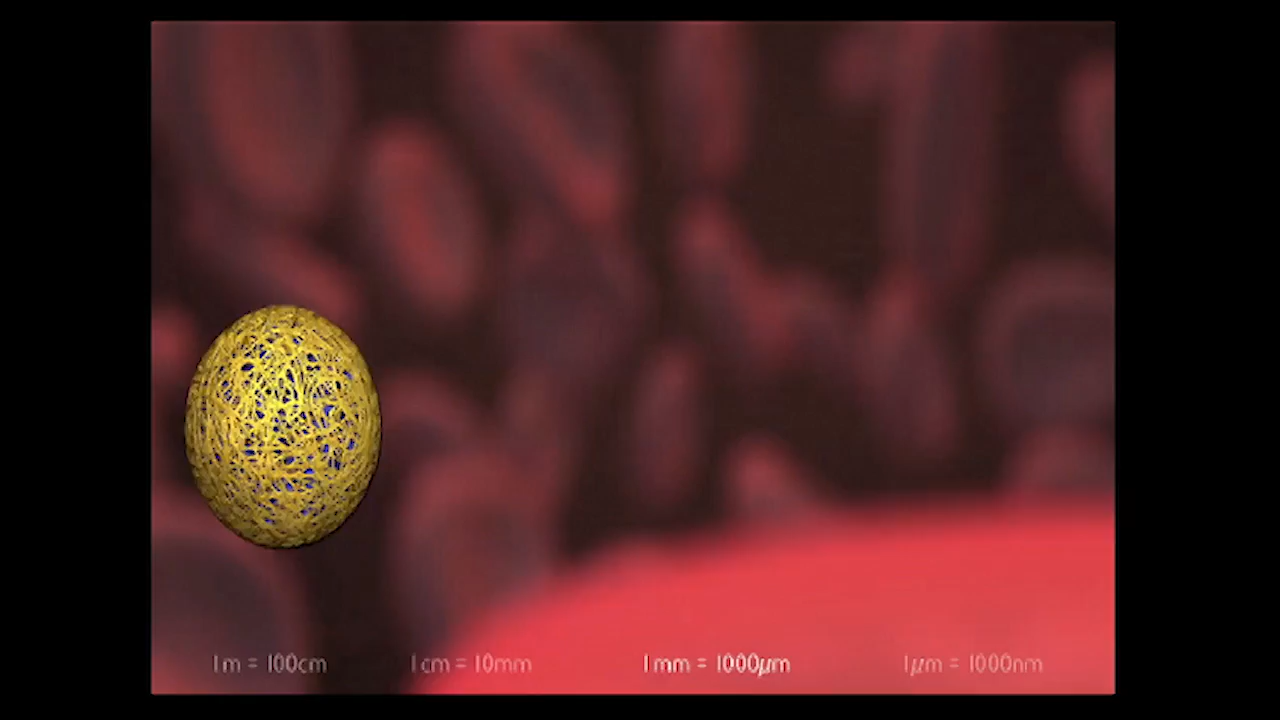 1m = 100cm
1cm = 10mm
1mm = 1000µm
1µm = 1000nm